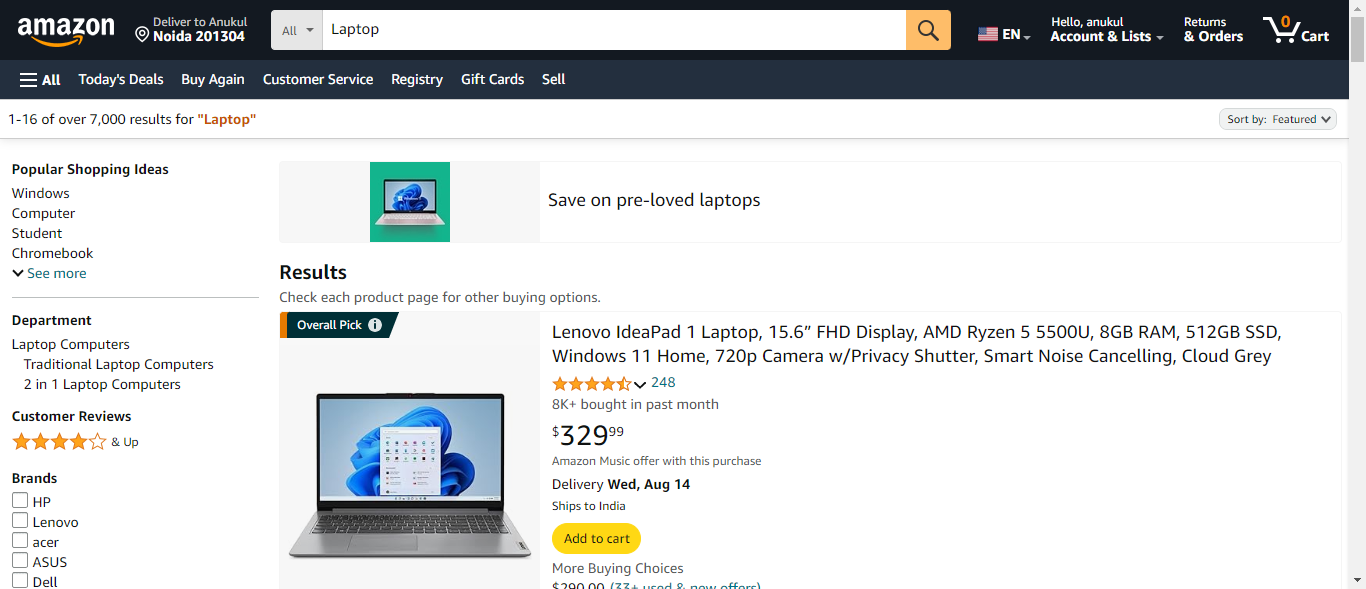 amazon
Deliver to Anukul
Noida 201304
All
Laptop
EN
Hello, anukul
Account & Lists
Returns
& Orders
0
Cart
All
Today's Deals
Buy Again
Customer Service
Registry
Gift Cards
Sell
1-16 of over 7,000 results for "Laptop"
Sort by: Featured
Popular Shopping Ideas
Windows
Computer
Student
Chromebook
See more
Department
Laptop Computers
Traditional Laptop Computers
2 in 1 Laptop Computers
Customer Reviews
& Up
Brands
HP
Lenovo
acer
ASUS
Dell
Save on pre-loved laptops
Results
Check each product page for other buying options.
Overall Pick
Lenovo IdeaPad 1 Laptop, 15.6” FHD Display, AMD Ryzen 5 5500U, 8GB RAM, 512GB SSD,
Windows 11 Home, 720p Camera w/Privacy Shutter, Smart Noise Cancelling, Cloud Grey
248
8K+ bought in past month
$32999
Amazon Music offer with this purchase
Delivery Wed, Aug 14
Ships to India
Add to cart
More Buying Choices
$290.00 (33+ used & new offers)